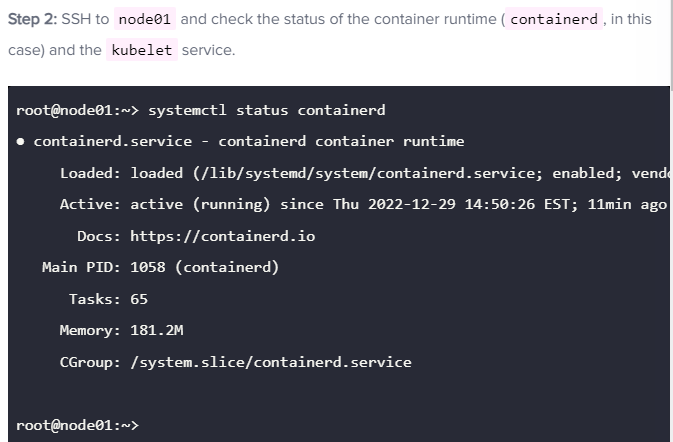 Step 2: SSH to node01 and check the status of the container runtime ( containerd , in this
case) and the kubelet service.
root@node01:~> systemctl status containerd
● containerd.service - containerd container runtime
Loaded: loaded (/lib/systemd/system/containerd.service; enabled; vend
Active: active (running) since Thu 2022-12-29 14:50:26 EST; 11min ago
Docs: https://containerd.io
Main PID: 1058 (containerd)
Tasks: 65
Memory: 181.2M
CGroup: /system.slice/containerd.service
root@node01:~>